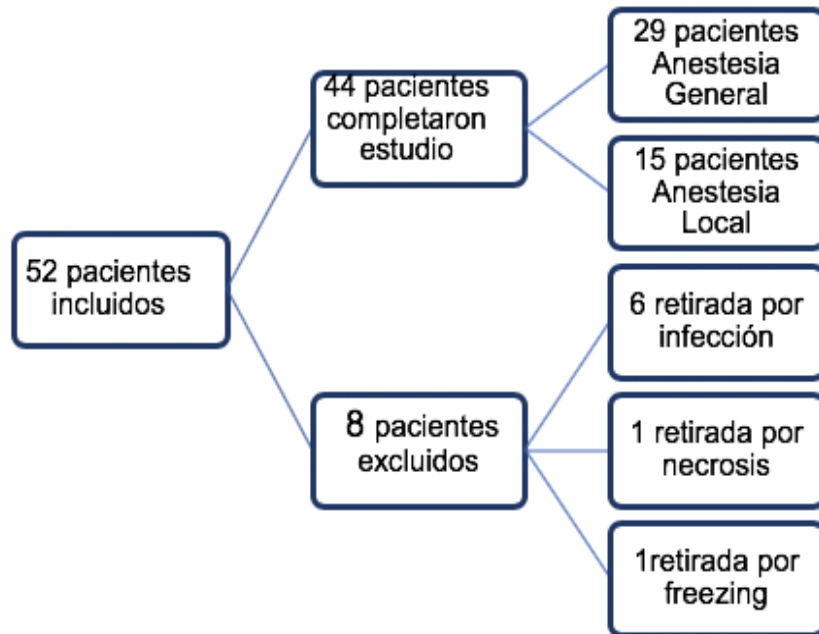 52 pacientes
incluidos
44 pacientes
completaron
estudio
29 pacientes
Anestesia
General
15 pacientes
Anestesia
Local
8 pacientes
excluidos
6 retirada por
infección
1 retirada por
necrosis
1retirada por
freezing